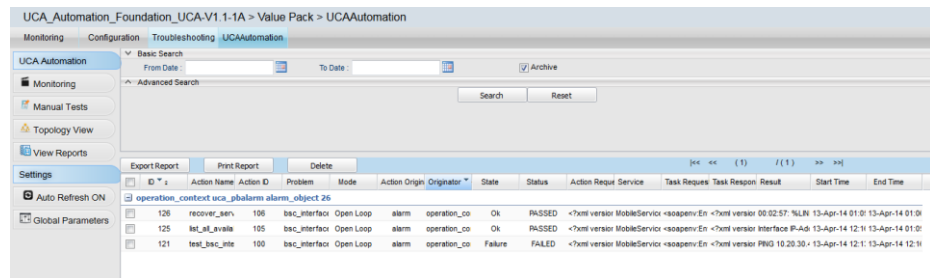 UCA_Automation_Foundation_UCA-V1.1-1A > Value Pack > UCAAutomation
Monitoring Configuration Troubleshooting UCAAutomation
UCA Automation
Monitoring
Manual Tests
Topology View
View Reports
Settings
Auto Refresh ON
Global Parameters
Basic Search
From Date : To Date : Archive
Advanced Search
Search Reset
Export Report Print Report Delete |<< << (1) /(1) >> >>|
ID Action Name Action ID Problem Mode Action Origin Originator State Status Action Reque Service Task Reques Task Respon Result Start Time End Time
operation_context uca_pbalarm alarm_object 26
126 recover_serv 106 bsc_interface Open Loop alarm operation_co Ok PASSED <?xml version MobileService <soapenv:En <?xml version 00:02:57: %LIN 13-Apr-14 01:0 13-Apr-14 01:0
125 list_all_availa 105 bsc_interface Open Loop alarm operation_co Ok PASSED <?xml version MobileService <soapenv:En <?xml version Interface IP-Ad 13-Apr-14 12:1 13-Apr-14 01:0
121 test_bsc_inte 100 bsc_interface Open Loop alarm operation_co Failure FAILED <?xml version MobileService <soapenv:En <?xml version PING 10.20.30. 13-Apr-14 12:1 13-Apr-14 12:1